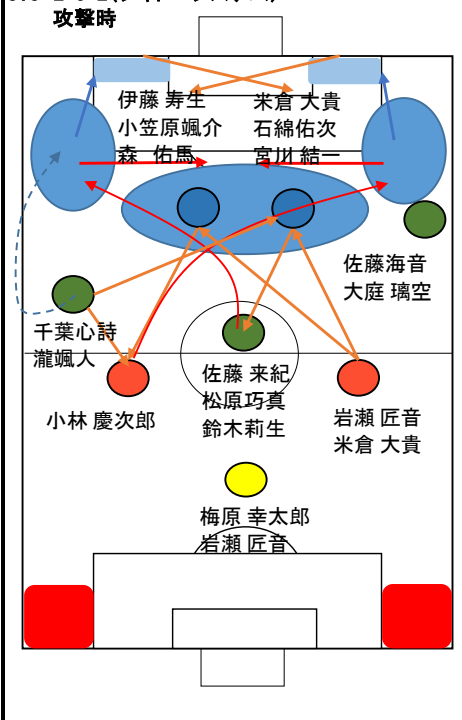 攻撃時
伊藤 寿生
小笠原颯介
森 佑馬
米倉 大貴
石綿佑次
宮川 結一
佐藤海音
大庭 璃空
千葉心詩
瀧颯人
小林 慶次郎
佐藤 来紀
松原巧真
鈴木莉生
岩瀬 匠音
米倉 大貴
梅原 幸太郎
岩瀬 匠音